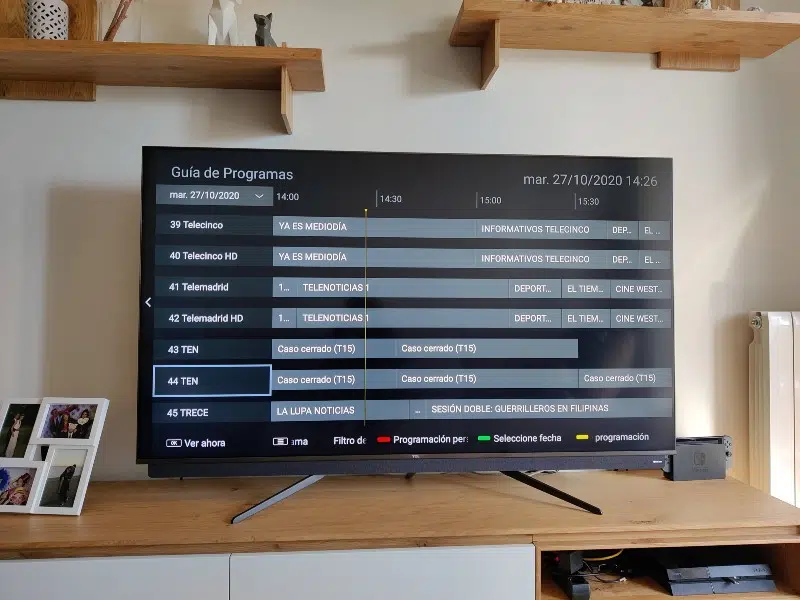 Guía de Programas
mar. 27/10/2020 14:26
mar. 27/10/2020 14:00 14:30 15:00 15:30
39 Telecinco YA ES MEDIODÍA INFORMATIVOS TELECINCO DEP... EL ...
40 Telecinco HD YA ES MEDIODÍA INFORMATIVOS TELECINCO DEP... EL ...
41 Telemadrid 1... TELENOTICIAS 1 DEPORT... EL TIEM... CINE WEST...
42 Telemadrid HD 1... TELENOTICIAS 1 DEPORT... EL TIEM... CINE WEST...
43 TEN Caso cerrado (T15) Caso cerrado (T15)
44 TEN Caso cerrado (T15) Caso cerrado (T15) Caso cerrado (T15)
45 TRECE LA LUPA NOTICIAS ... SESIÓN DOBLE: GUERRILLEROS EN FILIPINAS
OK Ver ahora Filtro de Programación per Seleccione fecha programación
TCL